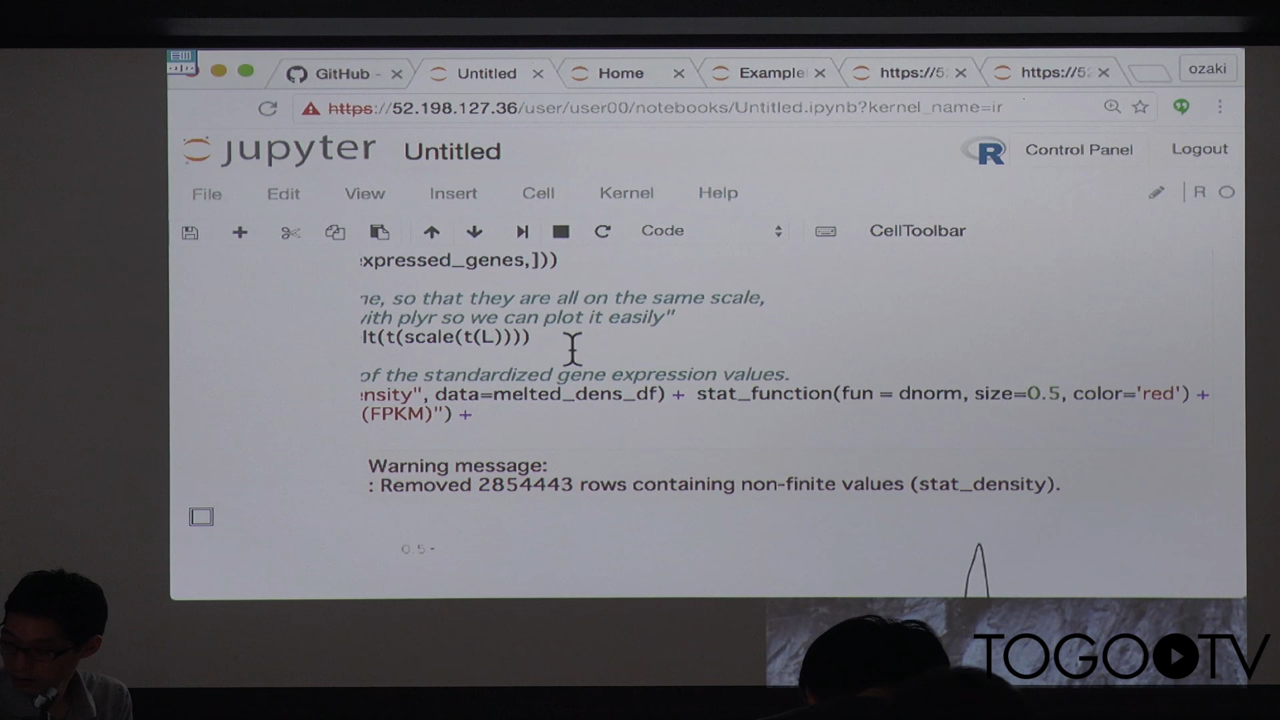 GitHub -
Untitled
Home
Example
https://5
https://5
ozaki
https://52.198.127.36/user/user00/notebooks/Untitled.ipynb?kernel_name=ir
jupyter Untitled
R Control Panel Logout
File Edit View Insert Cell Kernel Help
R
Code CellToolbar
xpressed_genes,]))
ne, so that they are all on the same scale,
with plyr so we can plot it easily"
lt(t(scale(t(L))))
of the standardized gene expression values.
nsity", data=melted_dens_df) + stat_function(fun = dnorm, size=0.5, color='red') +
(FPKM)") +
Warning message:
: Removed 2854443 rows containing non-finite values (stat_density).
0.5-
TOGOTV